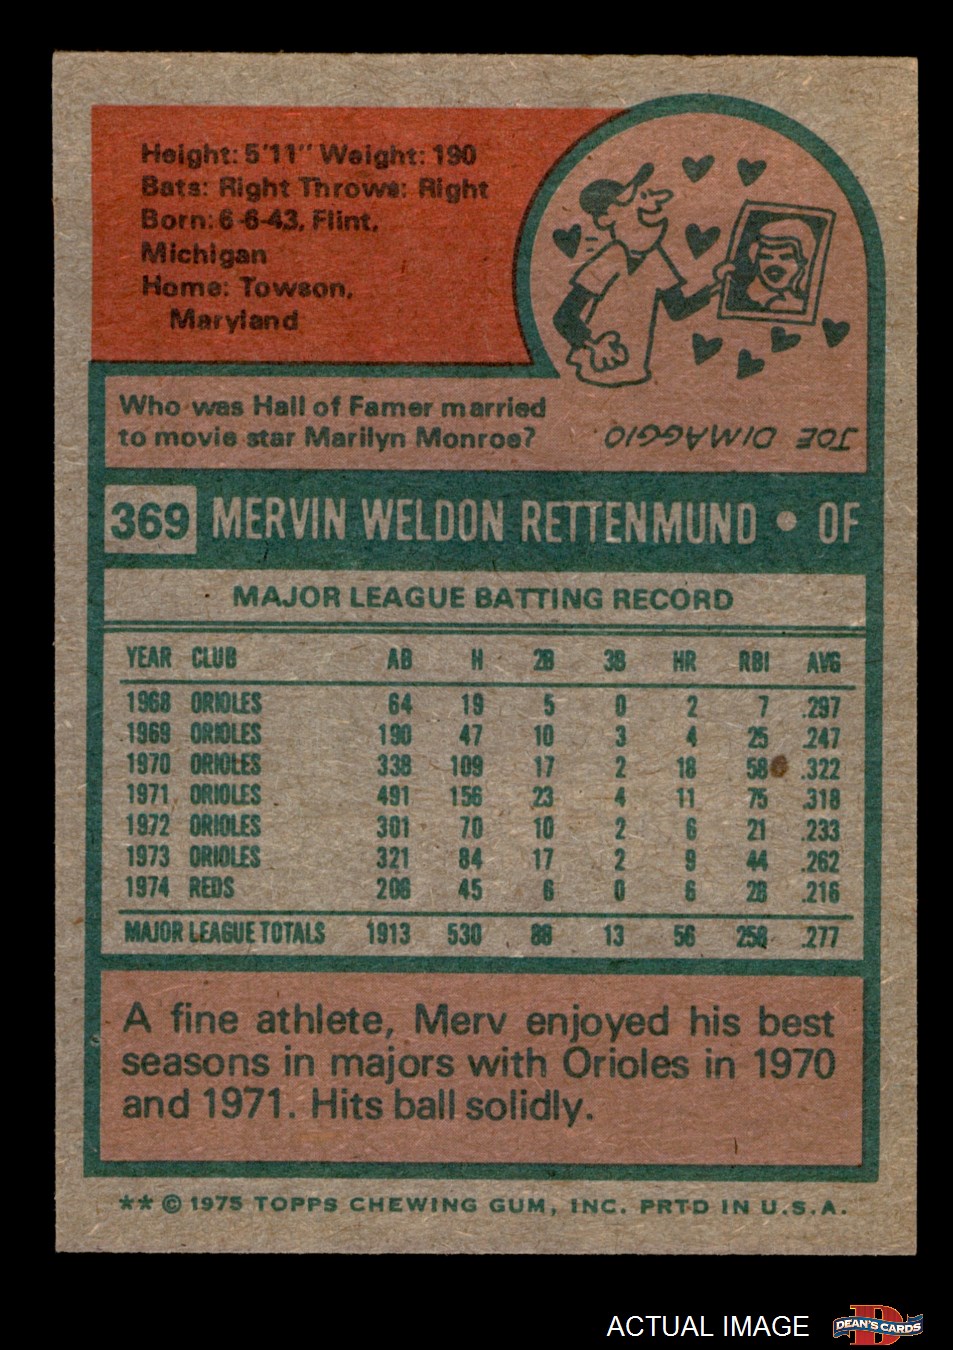 Height: 5'11" Weight: 190
Bats: Right Throws: Right
Born: 6-6-43, Flint,
Michigan
Home: Towson,
Maryland
Who was Hall of Famer married
to movie star Marilyn Monroe?
JOE DIMAGGIO
369 MERVIN WELDON RETTENMUND • OF
MAJOR LEAGUE BATTING RECORD
YEAR CLUB AB H 2B 3B HR RBI AVG
1968 ORIOLES 64 19 5 0 2 7 .297
1969 ORIOLES 190 47 10 3 4 25 .247
1970 ORIOLES 338 109 17 2 18 58 .322
1971 ORIOLES 491 156 23 4 11 75 .318
1972 ORIOLES 301 70 10 2 6 21 .233
1973 ORIOLES 321 84 17 2 9 44 .262
1974 REDS 208 45 6 0 6 28 .216
MAJOR LEAGUE TOTALS 1913 530 88 13 56 258 .277
A fine athlete, Merv enjoyed his best
seasons in majors with Orioles in 1970
and 1971. Hits ball solidly.
** © 1975 TOPPS CHEWING GUM, INC. PRTD IN U.S.A.
ACTUAL IMAGE
D
DEAN'S CARDS